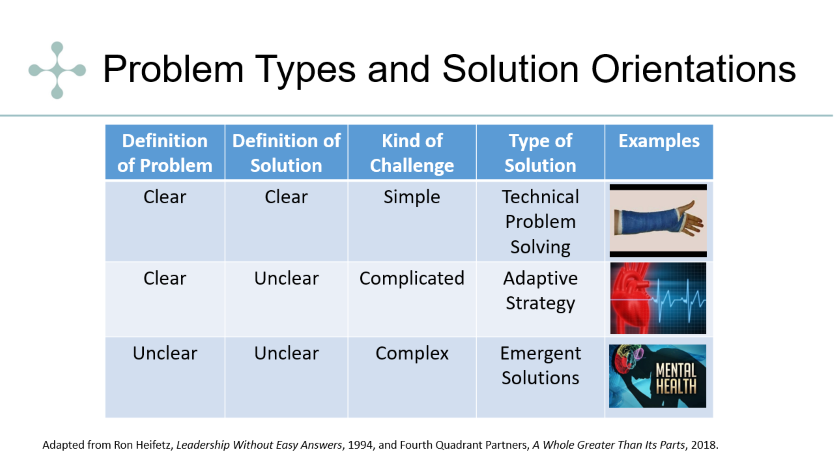 Problem Types and Solution Orientations
Definition of Problem
Definition of Solution
Kind of Challenge
Type of Solution
Examples
Clear
Clear
Simple
Technical Problem Solving
Clear
Unclear
Complicated
Adaptive Strategy
Unclear
Unclear
Complex
Emergent Solutions
MENTAL HEALTH
Adapted from Ron Heifetz, Leadership Without Easy Answers, 1994, and Fourth Quadrant Partners, A Whole Greater Than Its Parts, 2018.